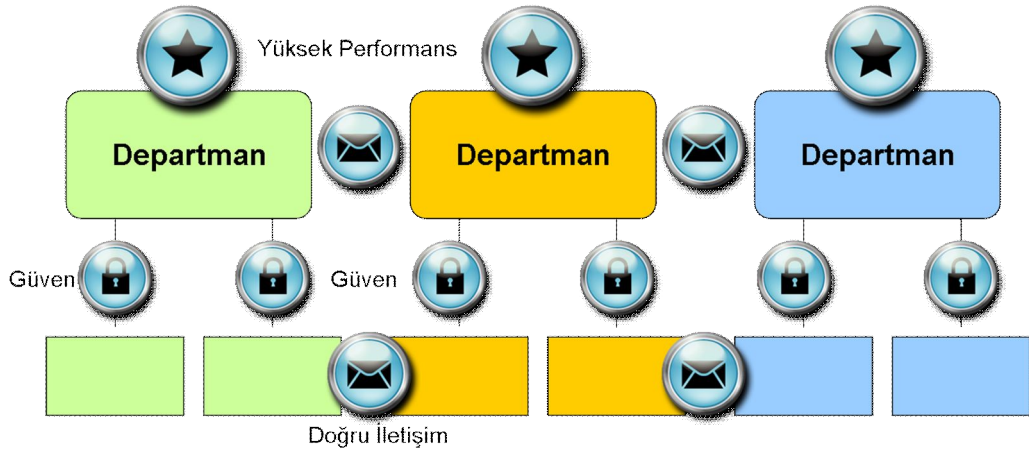 Yüksek Performans
Departman
Departman
Departman
Güven
Güven
Doğru İletişim